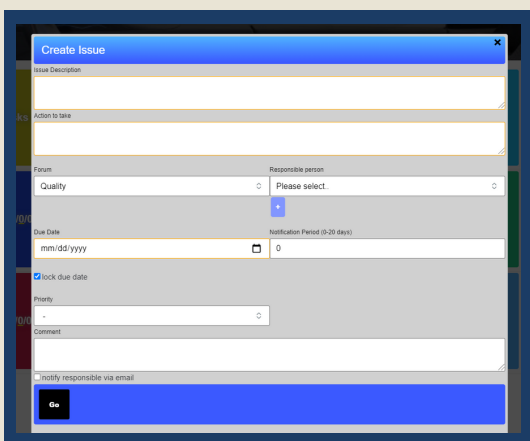 Create Issue
×
Issue Description
Action to take
ks
Forum
Responsible person
Quality
Please select..
+
Due Date
Notification Period (0-20 days)
mm/dd/yyyy
0
lock due date
Priority
-
Comment
notify responsible via email
Go